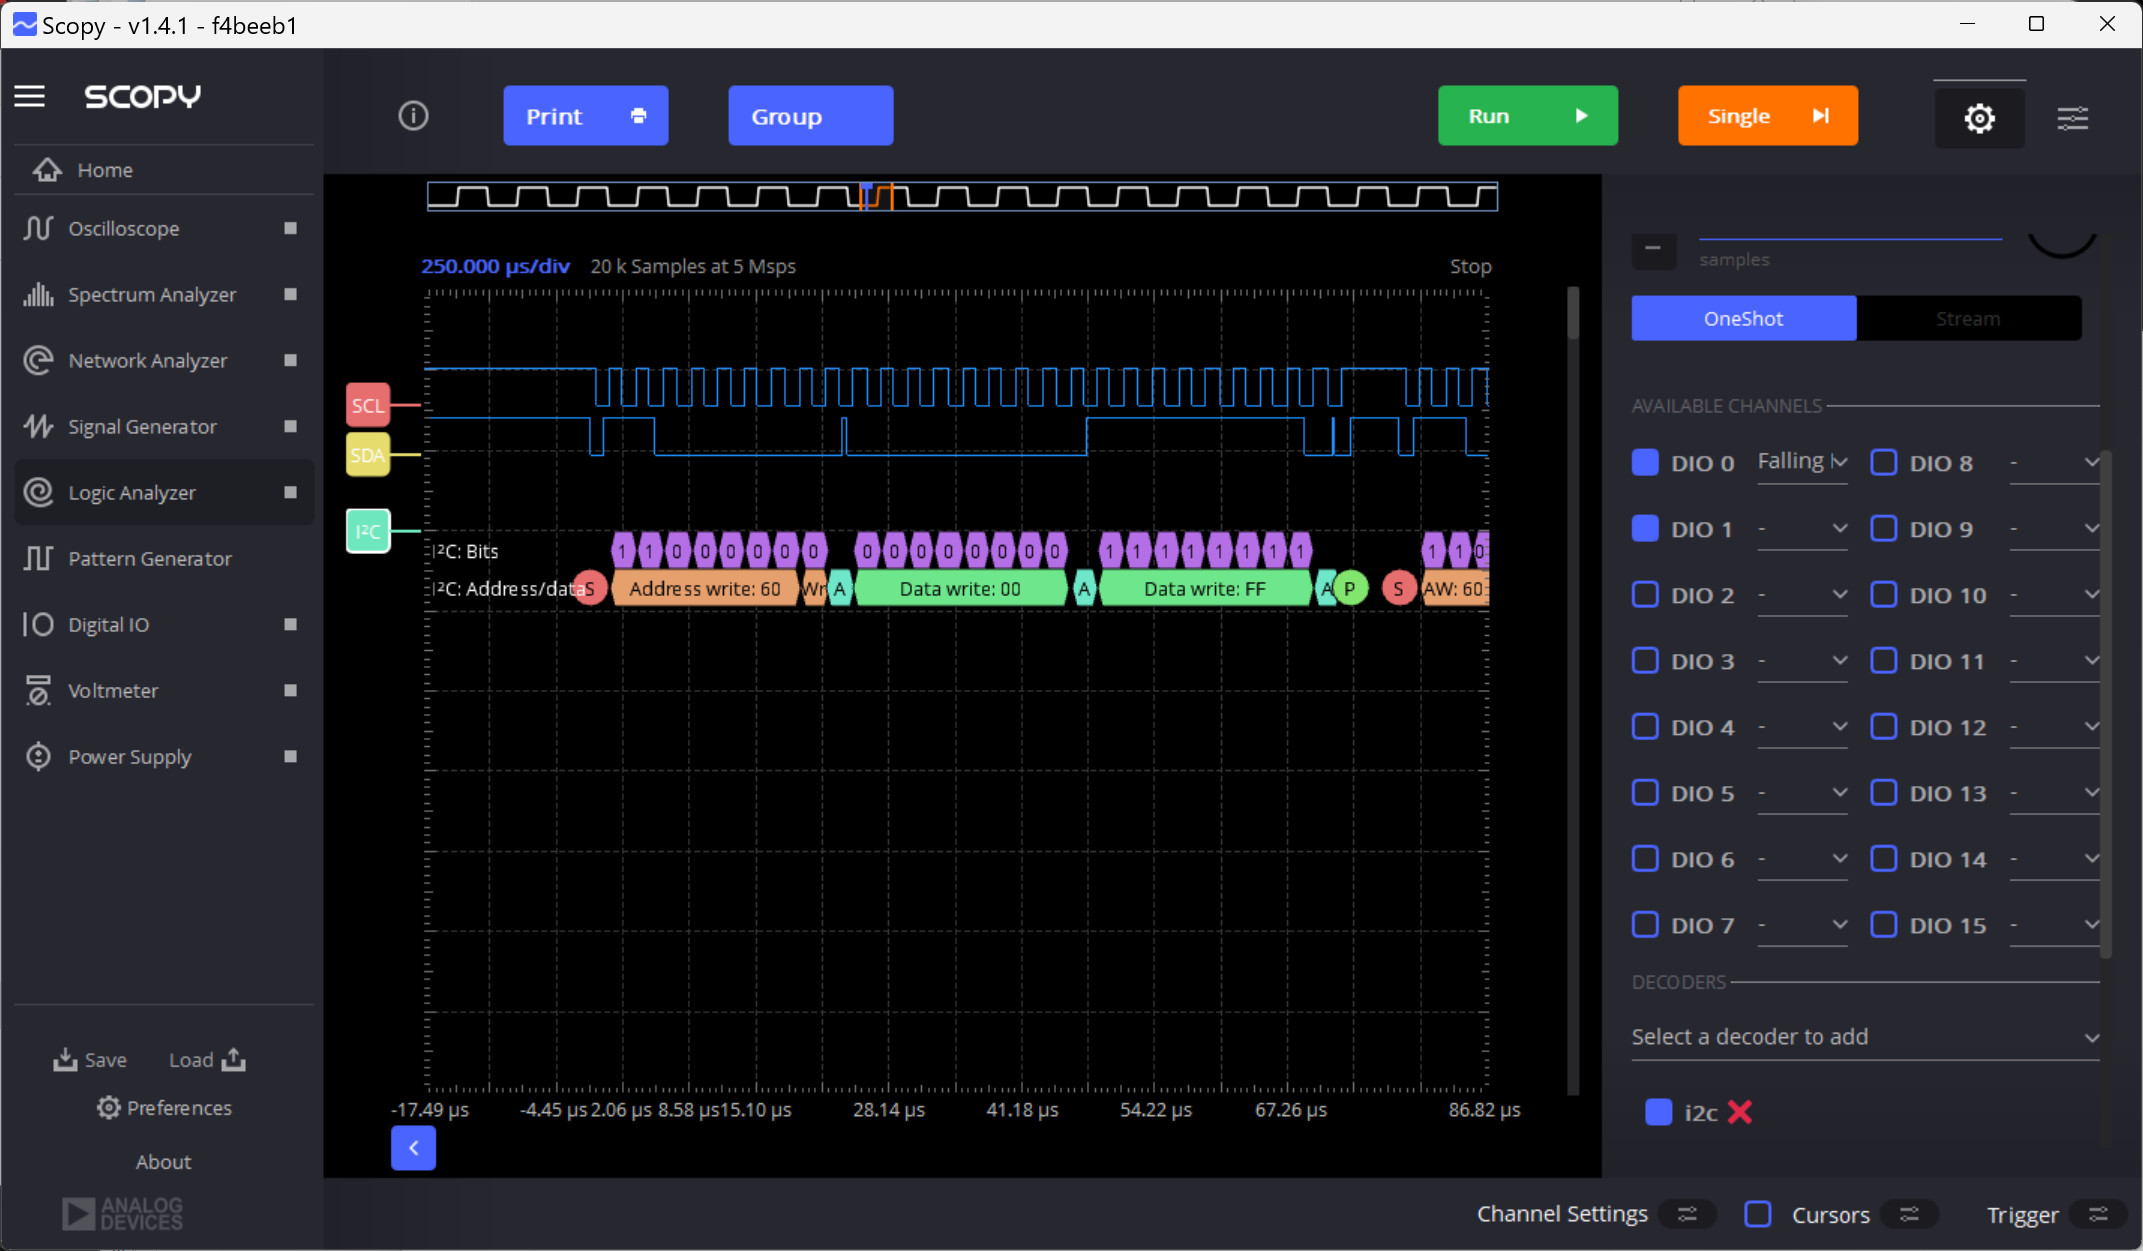 Scopy - v1.4.1 - f4beeb1
SCOPY
Print
Group
Run
Single
Home
Oscilloscope
Spectrum Analyzer
Network Analyzer
Signal Generator
Logic Analyzer
Pattern Generator
Digital IO
Voltmeter
Power Supply
Save Load
Preferences
About
ANALOG
DEVICES
250.000 µs/div 20 k Samples at 5 Msps Stop
SCL
SDA
I²C
I²C: Bits 1 1 0 0 0 0 0 0 0 0 0 0 0 0 0 0 1 1 1 1 1 1 1 1 1 1 0
I²C: Address/data S Address write: 60 Wr A Data write: 00 A Data write: FF A P S AW: 60
-17.49 µs -4.45 µs 2.06 µs 8.58 µs 15.10 µs 28.14 µs 41.18 µs 54.22 µs 67.26 µs 86.82 µs
samples
OneShot Stream
AVAILABLE CHANNELS
DIO 0 Falling DIO 8 -
DIO 1 - DIO 9 -
DIO 2 - DIO 10 -
DIO 3 - DIO 11 -
DIO 4 - DIO 12 -
DIO 5 - DIO 13 -
DIO 6 - DIO 14 -
DIO 7 - DIO 15 -
DECODERS
Select a decoder to add
i2c
Channel Settings Cursors Trigger